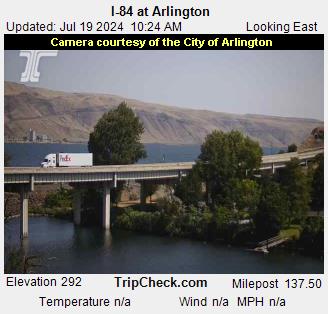 I-84 at Arlington
Updated: Jul 19 2024 10:24 AM Looking East
Camera courtesy of the City of Arlington
FedEx
Elevation 292 TripCheck.com Milepost 137.50
Temperature n/a Wind n/a MPH n/a